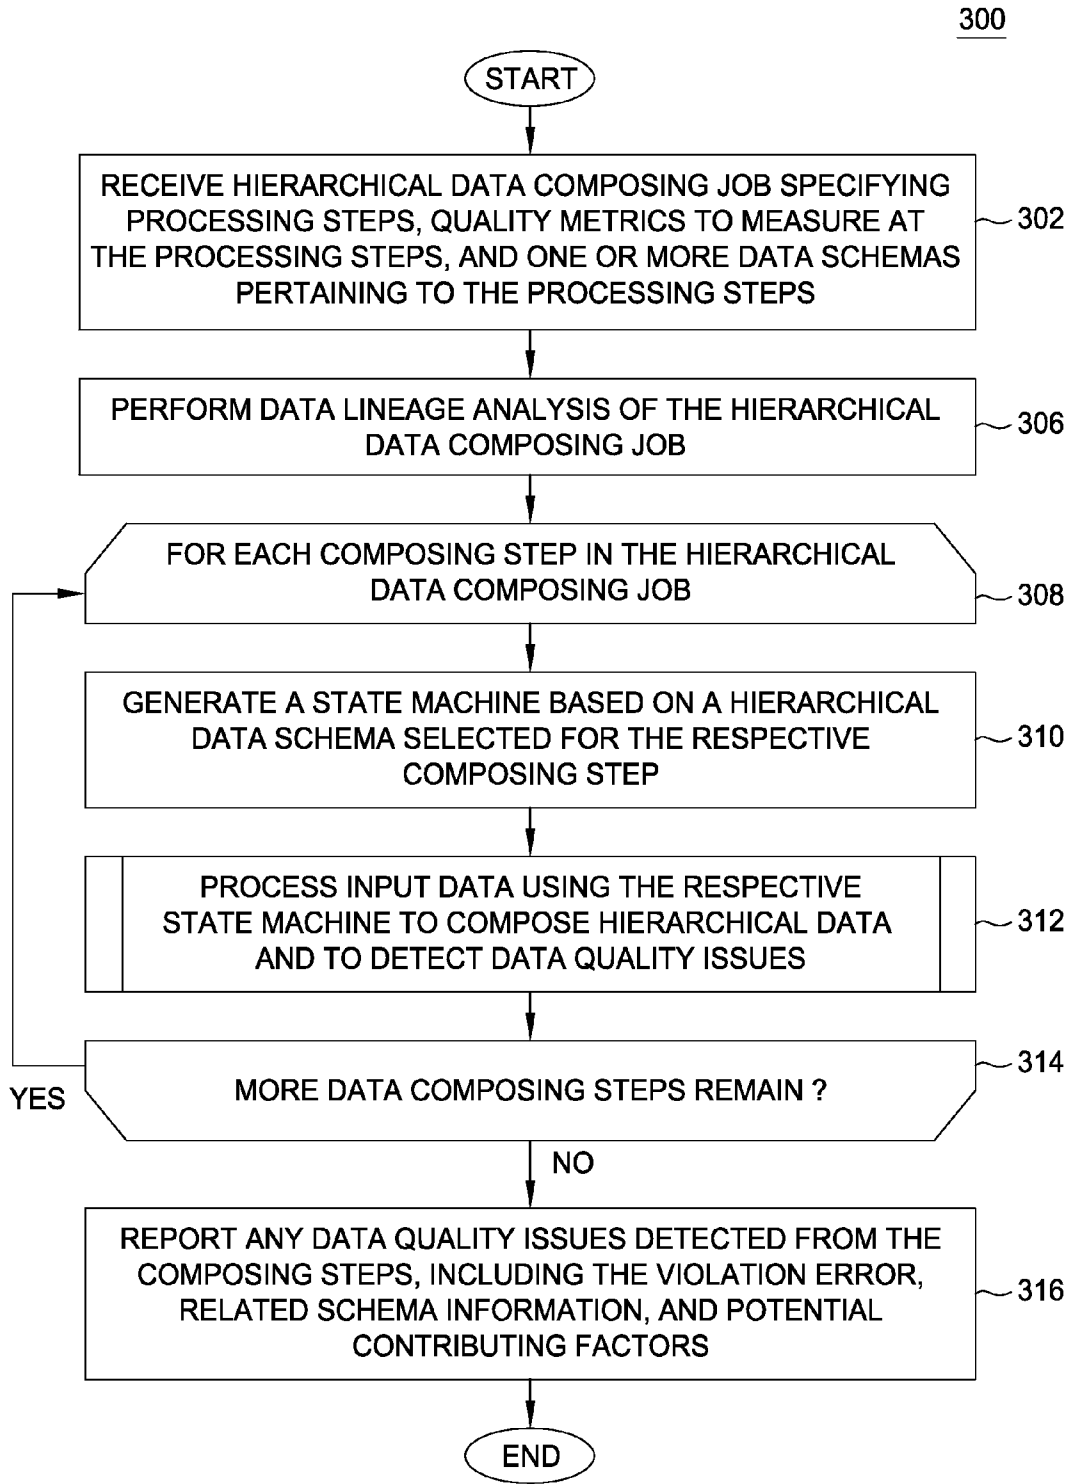 300
START
RECEIVE HIERARCHICAL DATA COMPOSING JOB SPECIFYING
PROCESSING STEPS, QUALITY METRICS TO MEASURE AT
THE PROCESSING STEPS, AND ONE OR MORE DATA SCHEMAS
PERTAINING TO THE PROCESSING STEPS
302
PERFORM DATA LINEAGE ANALYSIS OF THE HIERARCHICAL
DATA COMPOSING JOB
306
FOR EACH COMPOSING STEP IN THE HIERARCHICAL
DATA COMPOSING JOB
308
GENERATE A STATE MACHINE BASED ON A HIERARCHICAL
DATA SCHEMA SELECTED FOR THE RESPECTIVE
COMPOSING STEP
310
PROCESS INPUT DATA USING THE RESPECTIVE
STATE MACHINE TO COMPOSE HIERARCHICAL DATA
AND TO DETECT DATA QUALITY ISSUES
312
MORE DATA COMPOSING STEPS REMAIN ?
314
YES
NO
REPORT ANY DATA QUALITY ISSUES DETECTED FROM THE
COMPOSING STEPS, INCLUDING THE VIOLATION ERROR,
RELATED SCHEMA INFORMATION, AND POTENTIAL
CONTRIBUTING FACTORS
316
END